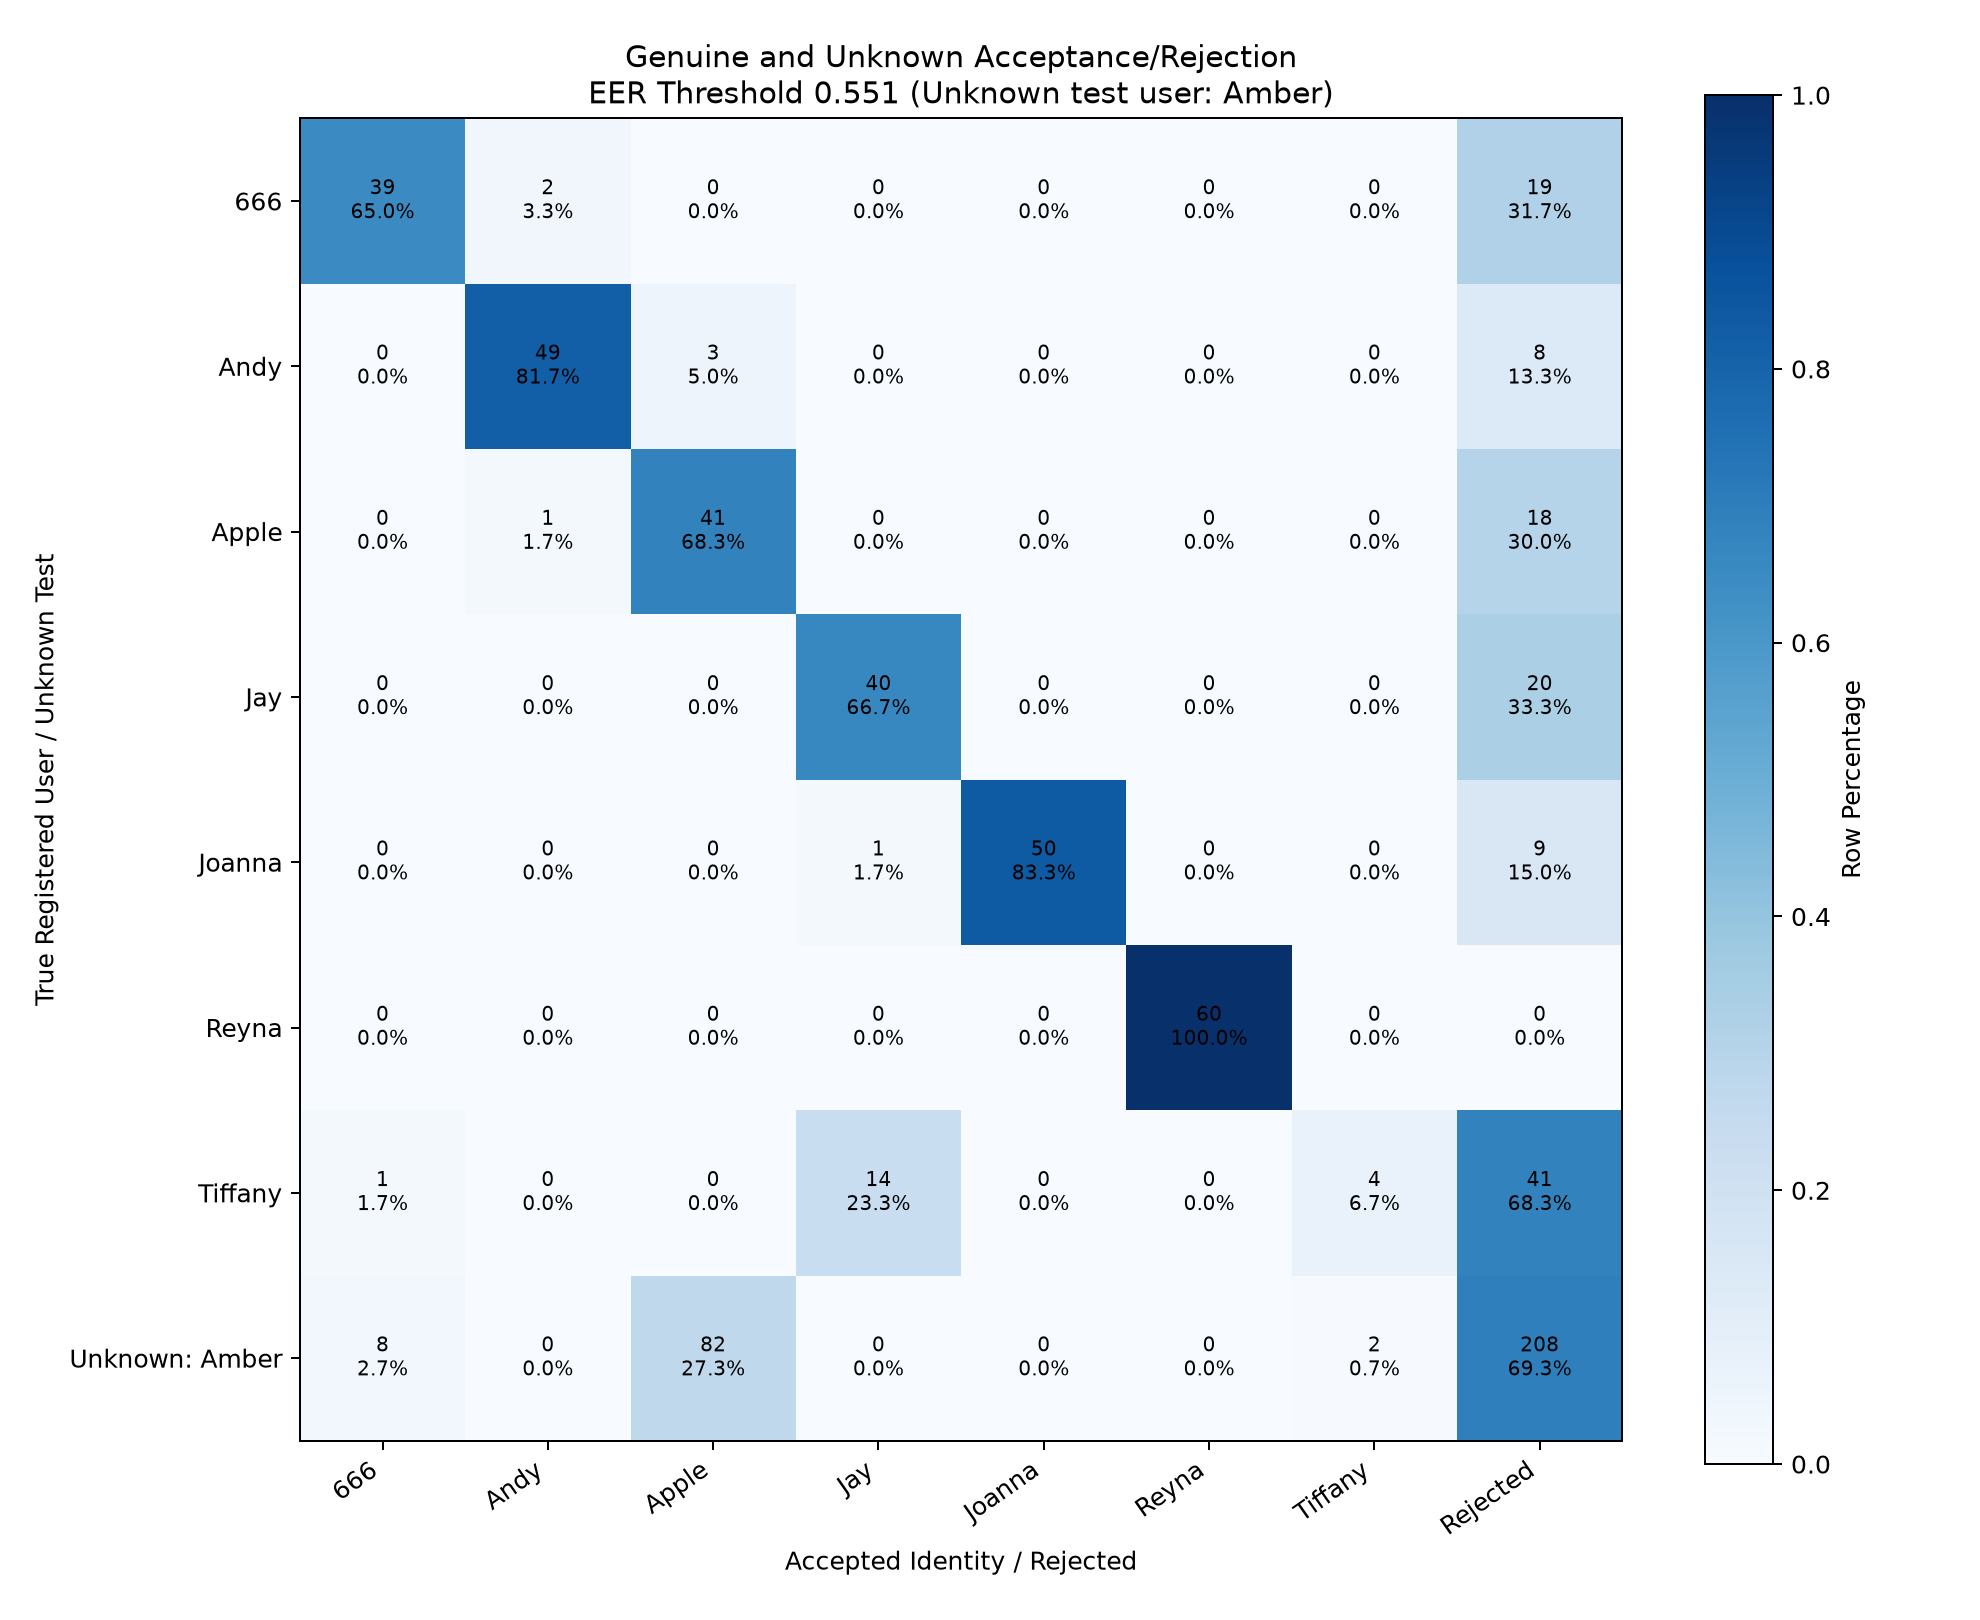 Genuine and Unknown Acceptance/Rejection
EER Threshold 0.551 (Unknown test user: Amber)
True Registered User / Unknown Test
666
39 2 0 0 0 0 0 19
65.0% 3.3% 0.0% 0.0% 0.0% 0.0% 0.0% 31.7%
Andy
0 49 3 0 0 0 0 8
0.0% 81.7% 5.0% 0.0% 0.0% 0.0% 0.0% 13.3%
Apple
0 1 41 0 0 0 0 18
0.0% 1.7% 68.3% 0.0% 0.0% 0.0% 0.0% 30.0%
Jay
0 0 0 40 0 0 0 20
0.0% 0.0% 0.0% 66.7% 0.0% 0.0% 0.0% 33.3%
Joanna
0 0 0 1 50 0 0 9
0.0% 0.0% 0.0% 1.7% 83.3% 0.0% 0.0% 15.0%
Reyna
0 0 0 0 0 60 0 0
0.0% 0.0% 0.0% 0.0% 0.0% 100.0% 0.0% 0.0%
Tiffany
1 0 0 14 0 0 4 41
1.7% 0.0% 0.0% 23.3% 0.0% 0.0% 6.7% 68.3%
Unknown: Amber
8 0 82 0 0 0 2 208
2.7% 0.0% 27.3% 0.0% 0.0% 0.0% 0.7% 69.3%
666 Andy Apple Jay Joanna Reyna Tiffany Rejected
Accepted Identity / Rejected
1.0
0.8
0.6
0.4
0.2
0.0
Row Percentage